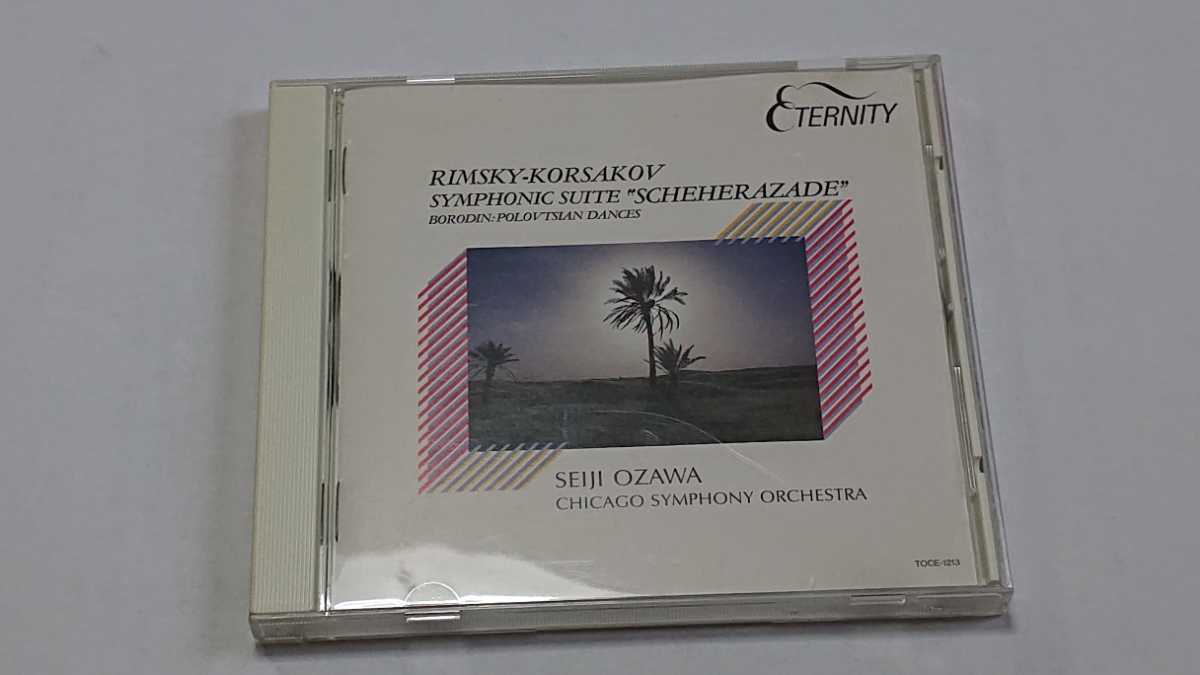 ETERNITY
RIMSKY-KORSAKOV
SYMPHONIC SUITE "SCHEHERAZADE"
BORODIN: POLOVTSIAN DANCES
SEIJI OZAWA
CHICAGO SYMPHONY ORCHESTRA
TOCE-1213